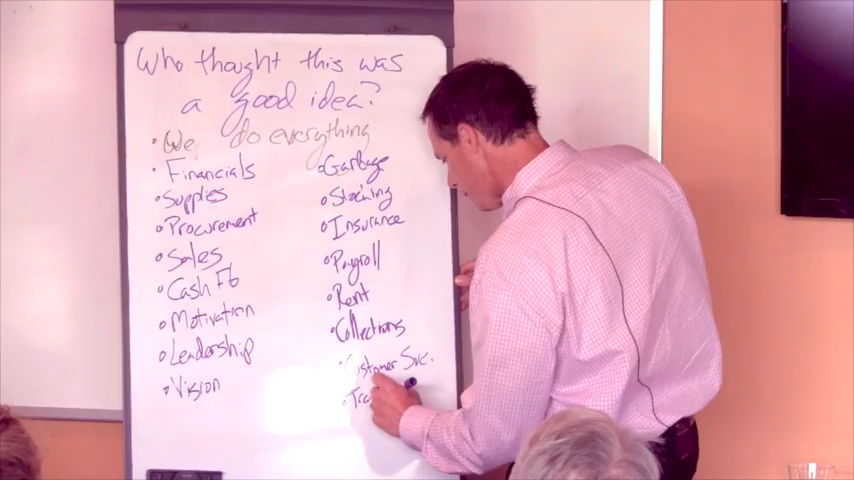 Who thought this was
a good idea?
• We do everything
• Financials
• Supplies
• Procurement
• Sales
• Cash Flo
• Motivation
• Leadership
• Vision
• Garbage
• Stocking
• Insurance
• Payroll
• Rent
• Collections
• Customer Svc.